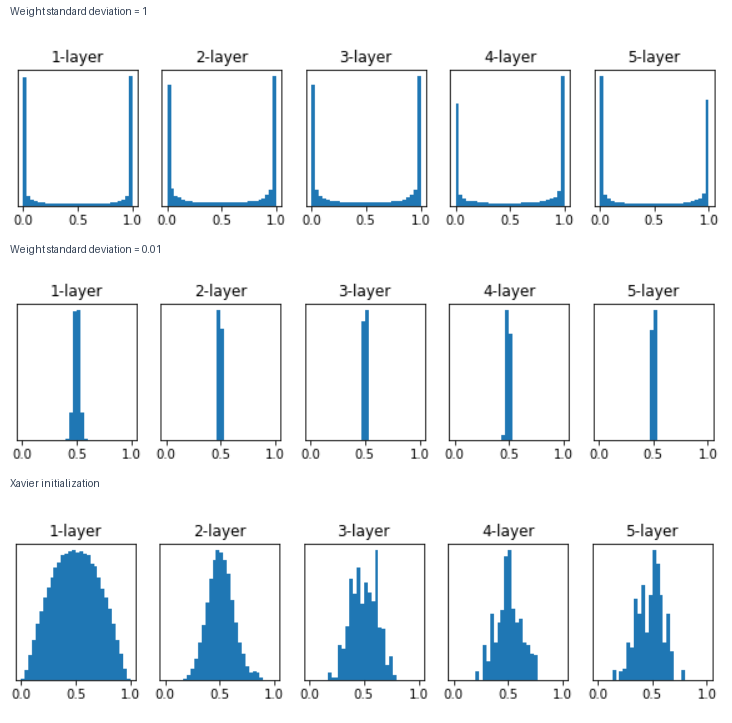 Weight standard deviation = 1
1-layer 2-layer 3-layer 4-layer 5-layer
0.0 0.5 1.0 0.0 0.5 1.0 0.0 0.5 1.0 0.0 0.5 1.0 0.0 0.5 1.0
Weight standard deviation = 0.01
1-layer 2-layer 3-layer 4-layer 5-layer
0.0 0.5 1.0 0.0 0.5 1.0 0.0 0.5 1.0 0.0 0.5 1.0 0.0 0.5 1.0
Xavier initialization
1-layer 2-layer 3-layer 4-layer 5-layer
0.0 0.5 1.0 0.0 0.5 1.0 0.0 0.5 1.0 0.0 0.5 1.0 0.0 0.5 1.0